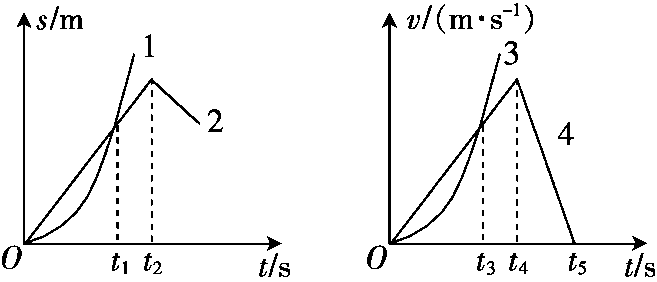 s/m
1
2
O
t₁
t₂
t/s
v/(m·s⁻¹)
3
4
O
t₃
t₄
t₅
t/s